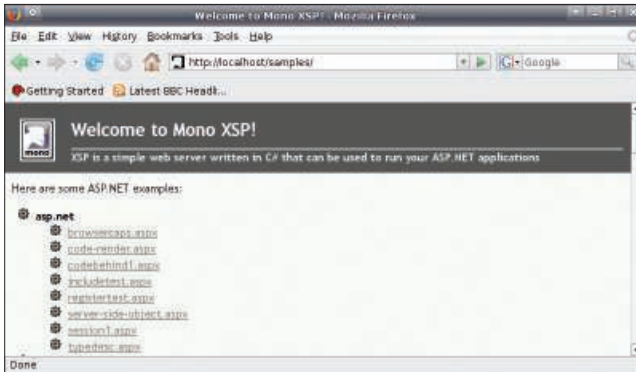 Welcome to Mono XSP! - Mozilla Firefox
File Edit View History Bookmarks Tools Help
http://localhost/samples/
G Google
Getting Started Latest BBC Headl...
mono
Welcome to Mono XSP!
XSP is a simple web server written in C# that can be used to run your ASP.NET applications
Here are some ASP.NET examples:
asp.net
browsercaps.aspx
code-render.aspx
codebehind1.aspx
includetest.aspx
registertest.aspx
server-side-object.aspx
session1.aspx
typedesc.aspx
Done